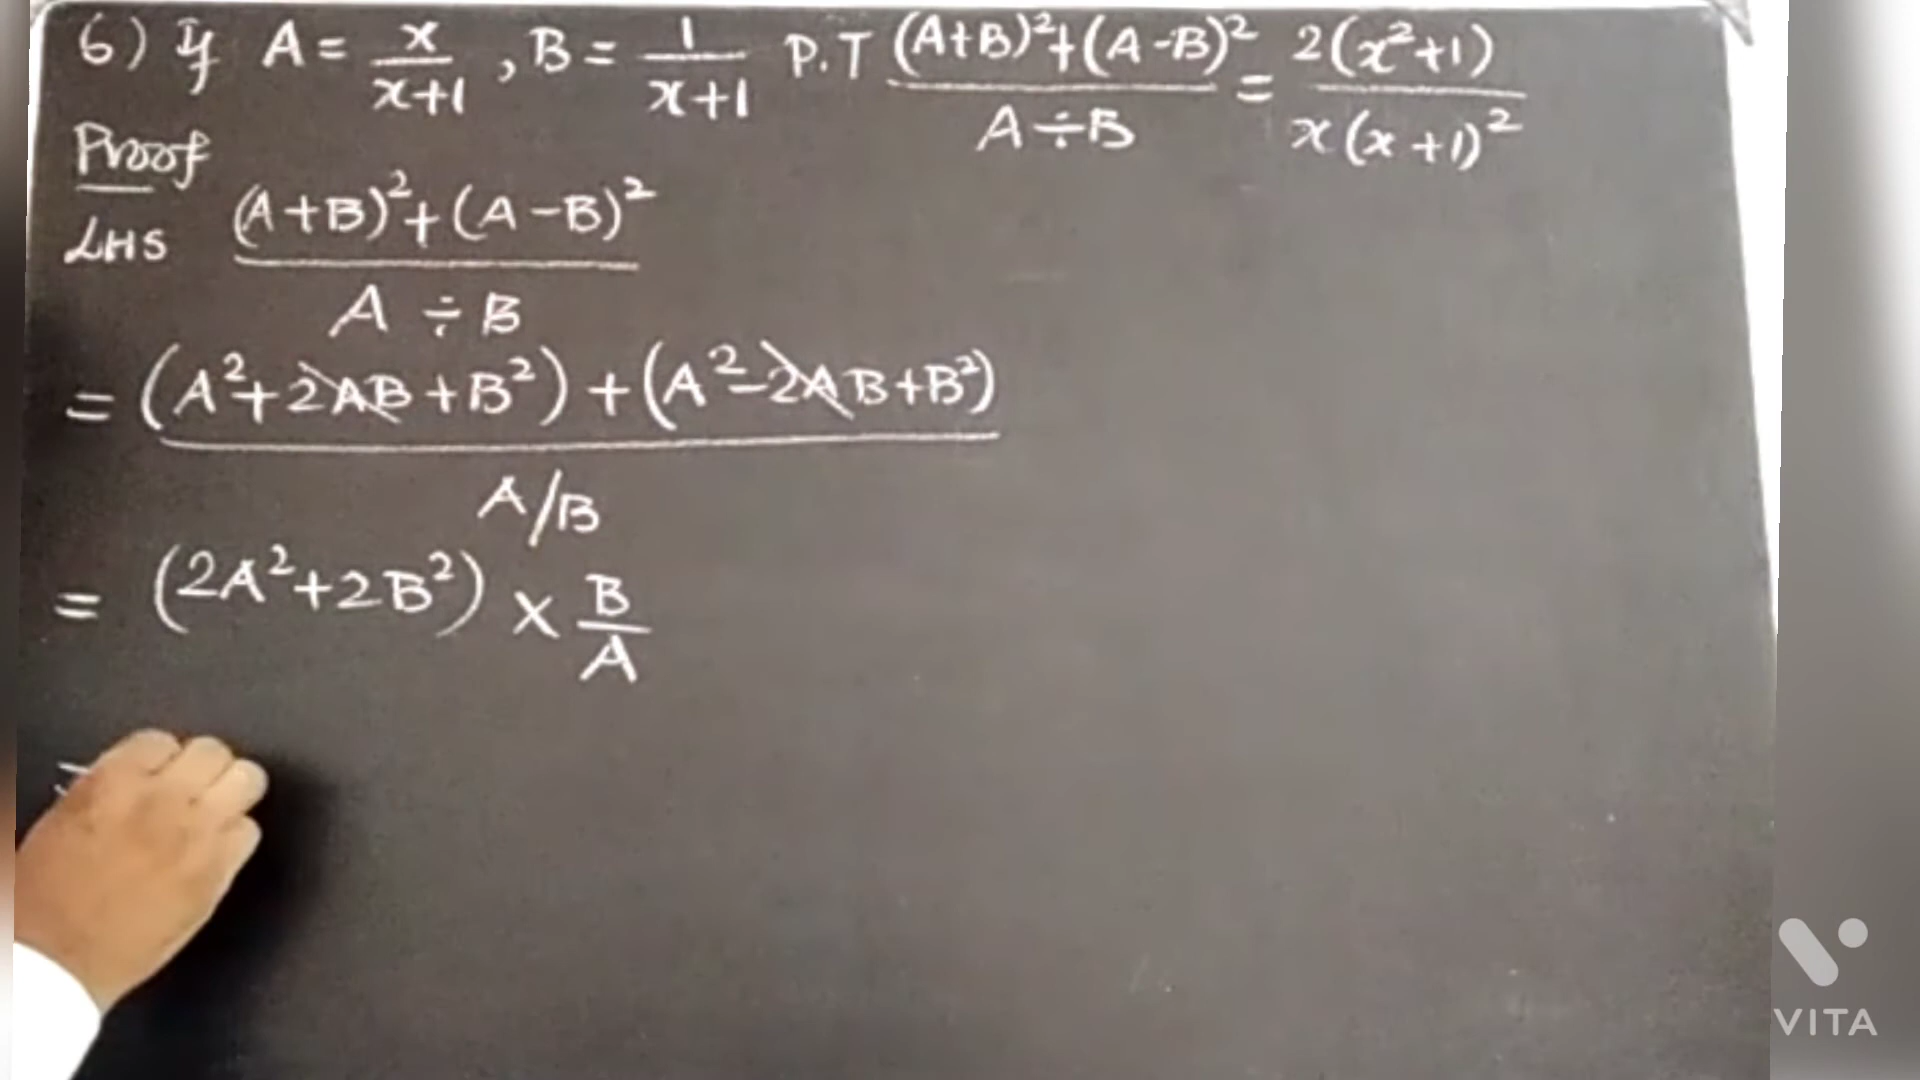 6) If A = x/(x+1), B = 1/(x+1) P.T ((A+B)²+(A-B)²)/(A÷B) = 2(x²+1)/(x(x+1)²)
Proof
LHS ((A+B)²+(A-B)²)/(A ÷ B)
= ((A²+2AB+B²)+(A²-2AB+B²))/(A/B)
= (2A²+2B²) × B/A
=
VITA